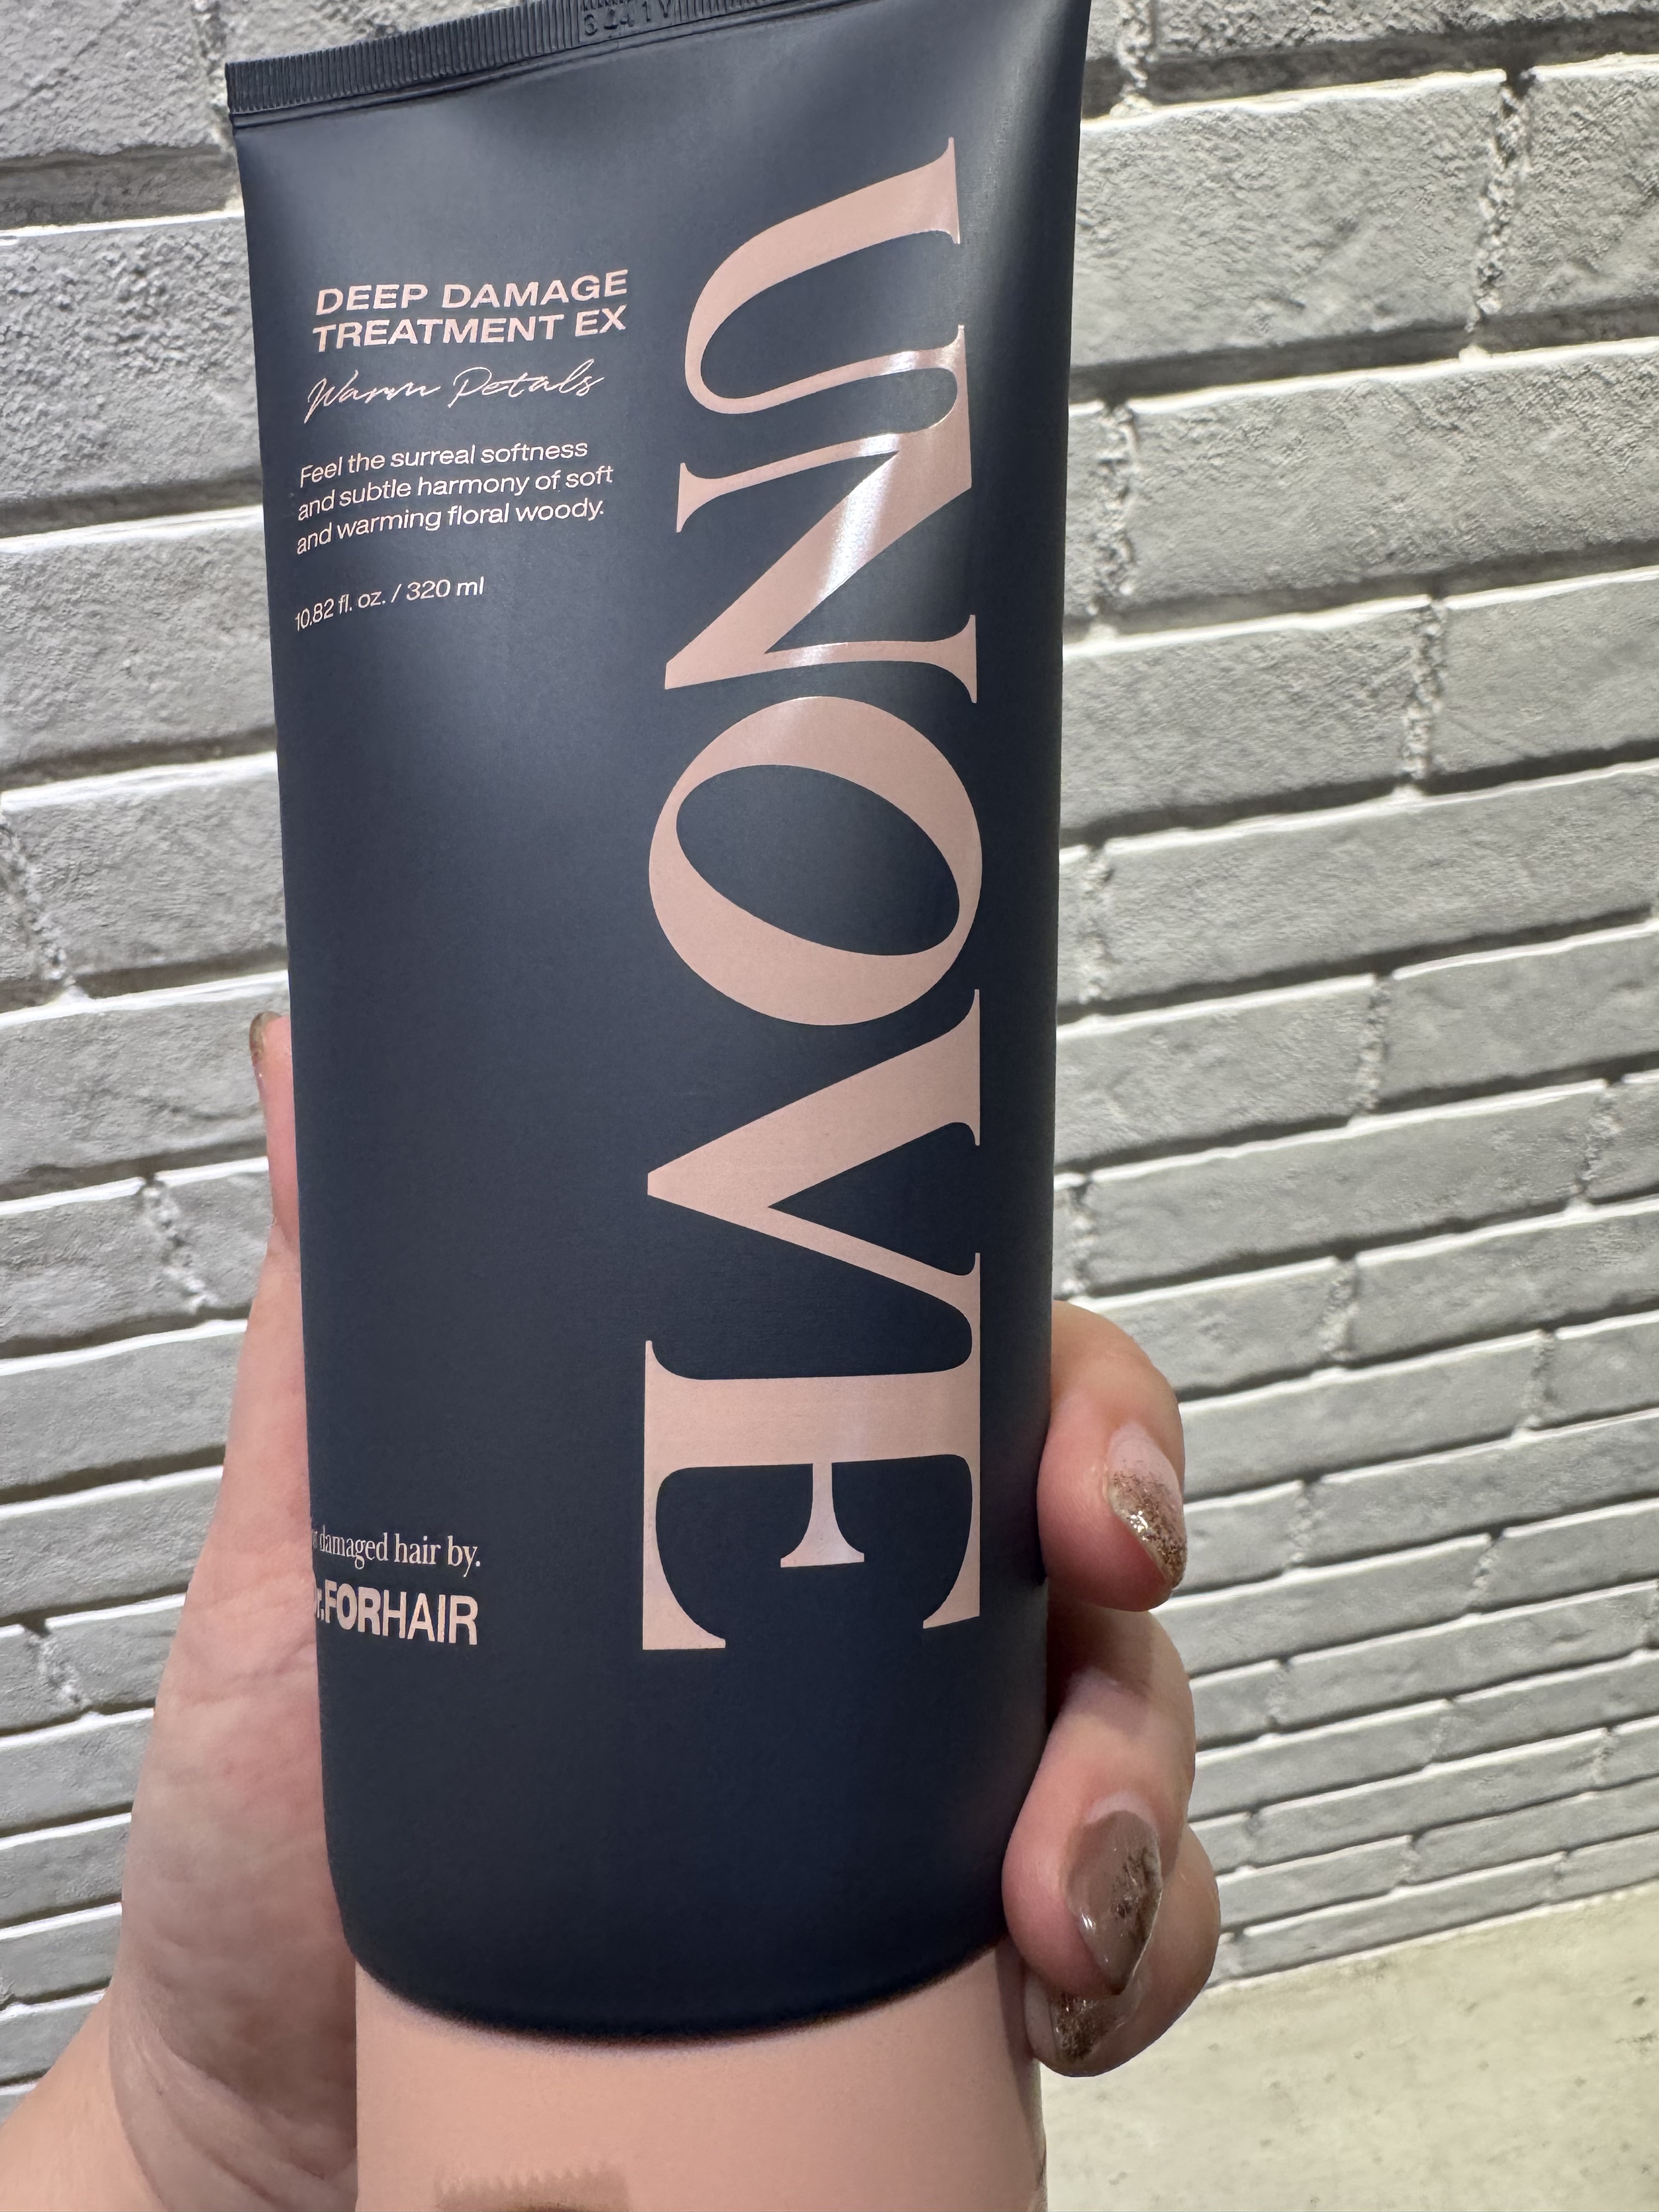 DEEP DAMAGE
TREATMENT EX
Warm Petals
Feel the surreal softness
and subtle harmony of soft
and warming floral woody.
10.82 fl. oz. / 320 ml
UNOVE
damaged hair by.
Dr.FORHAIR